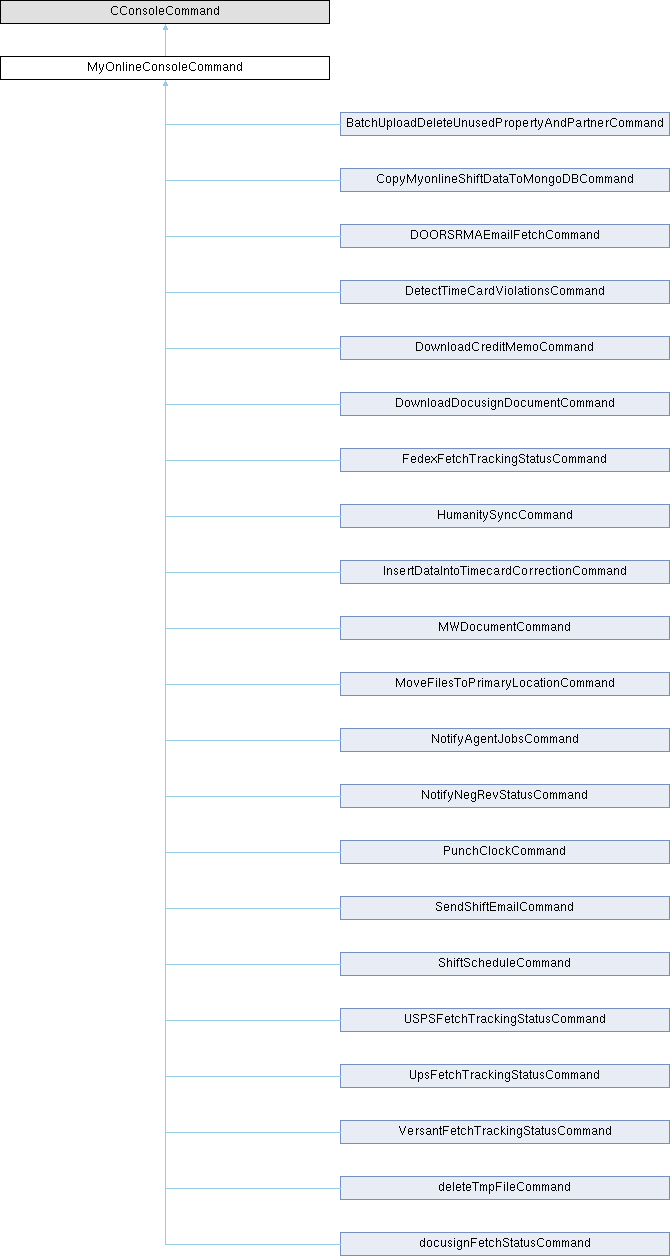 CConsoleCommand
MyOnlineConsoleCommand
BatchUploadDeleteUnusedPropertyAndPartnerCommand
CopyMyonlineShiftDataToMongoDBCommand
DOORSRMAEmailFetchCommand
DetectTimeCardViolationsCommand
DownloadCreditMemoCommand
DownloadDocusignDocumentCommand
FedexFetchTrackingStatusCommand
HumanitySyncCommand
InsertDataIntoTimecardCorrectionCommand
MWDocumentCommand
MoveFilesToPrimaryLocationCommand
NotifyAgentJobsCommand
NotifyNegRevStatusCommand
PunchClockCommand
SendShiftEmailCommand
ShiftScheduleCommand
USPSFetchTrackingStatusCommand
UpsFetchTrackingStatusCommand
VersantFetchTrackingStatusCommand
deleteTmpFileCommand
docusignFetchStatusCommand